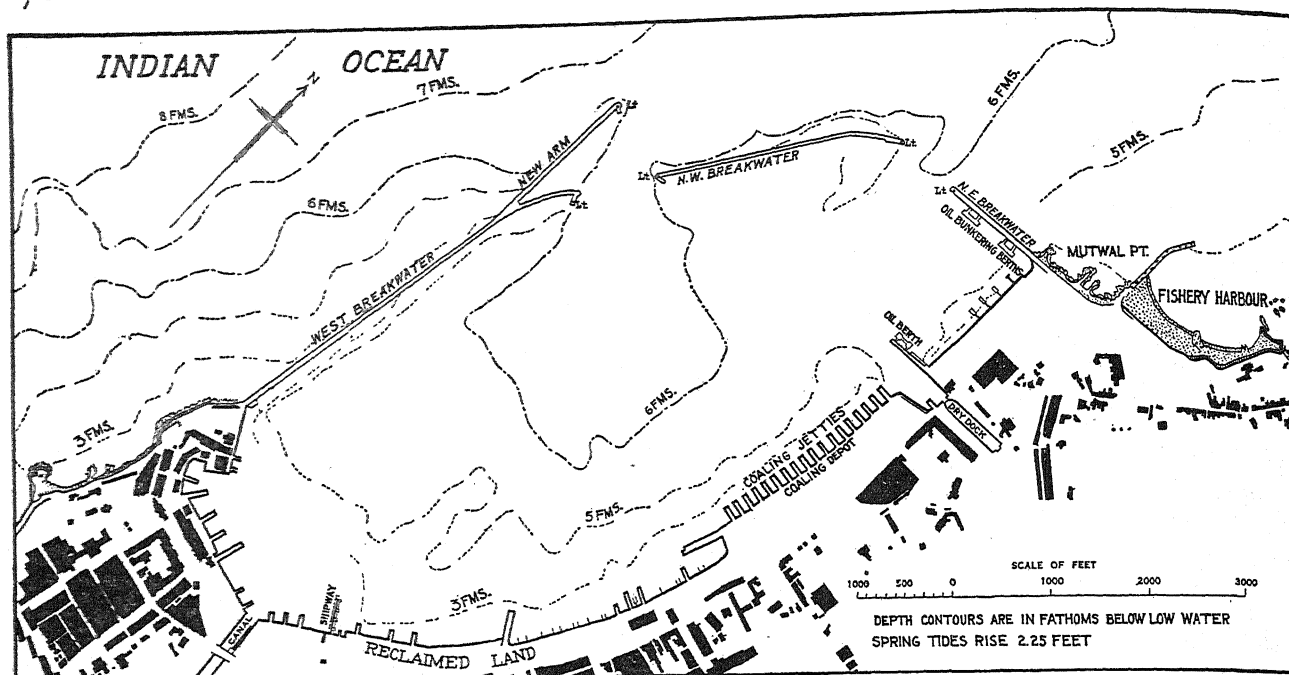 INDIAN OCEAN
N
8 FMS.
7 FMS.
6 FMS.
5 FMS.
Lt
NEW ARM
Lt
Lt
N.W. BREAKWATER
Lt
Lt
N.E. BREAKWATER
OIL BUNKERING BERTHS
MUTWAL PT.
FISHERY HARBOUR
6 FMS.
WEST BREAKWATER
OIL BERTH
3 FMS.
6 FMS.
DRY DOCK
COALING JETTIES
COALING DEPOT
5 FMS.
3 FMS.
SHIPWAY
CANAL
RECLAIMED LAND
SCALE OF FEET
1000 500 0 1000 2000 3000
DEPTH CONTOURS ARE IN FATHOMS BELOW LOW WATER
SPRING TIDES RISE 2.25 FEET